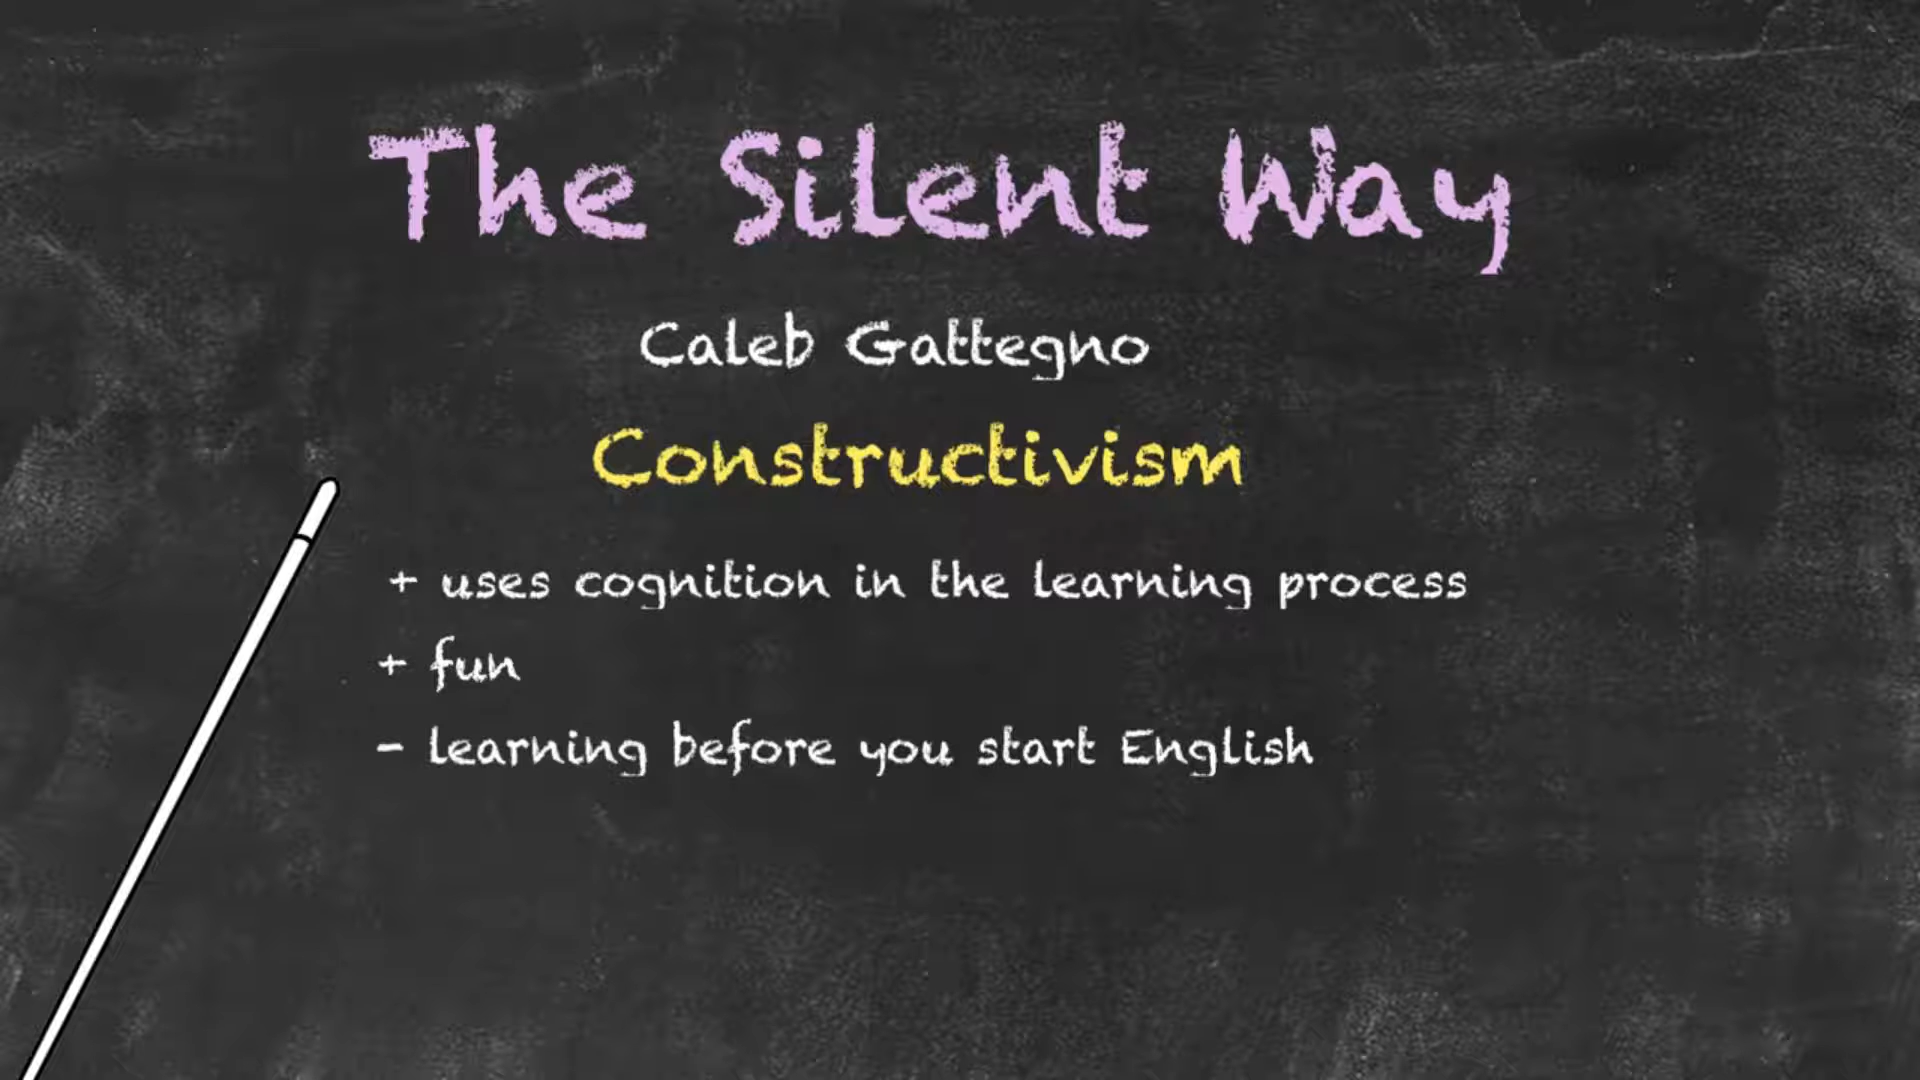 The Silent Way
Caleb Gattegno
Constructivism
+ uses cognition in the learning process
+ fun
- learning before you start English